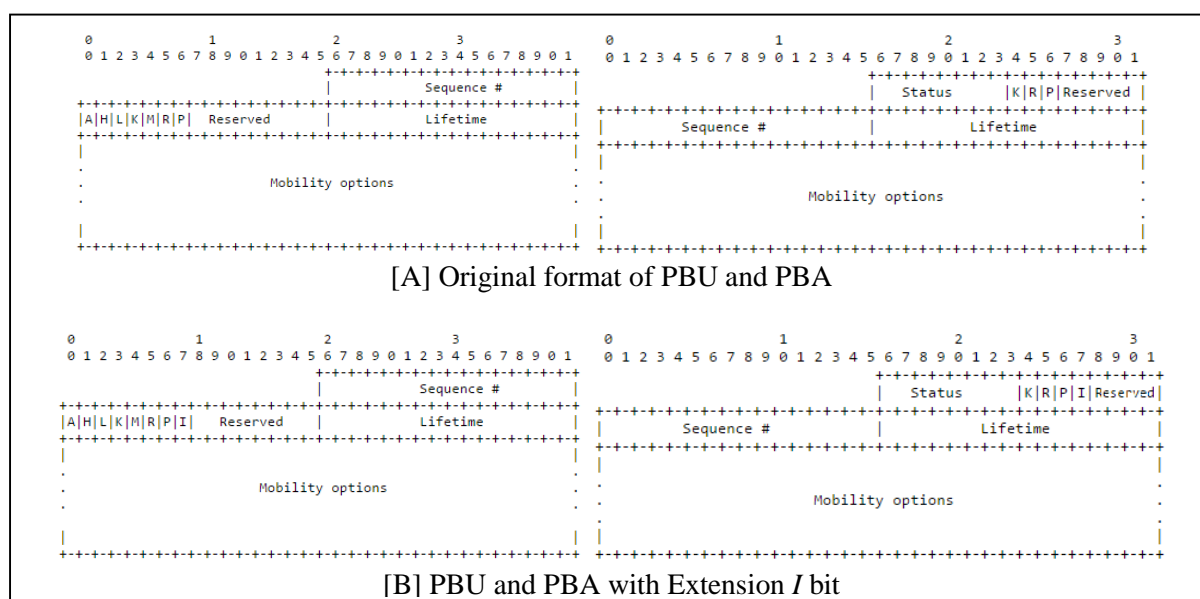 0 1 2 3
0 1 2 3 4 5 6 7 8 9 0 1 2 3 4 5 6 7 8 9 0 1 2 3 4 5 6 7 8 9 0 1
+-+-+-+-+-+-+-+-+-+-+-+-+-+-+-+-+
| Sequence # |
+-+-+-+-+-+-+-+-+-+-+-+-+-+-+-+-+-+-+-+-+-+-+-+-+-+-+-+-+-+-+-+-+
|A|H|L|K|M|R|P| Reserved | Lifetime |
+-+-+-+-+-+-+-+-+-+-+-+-+-+-+-+-+-+-+-+-+-+-+-+-+-+-+-+-+-+-+-+-+
| |
. .
. Mobility options .
. .
| |
+-+-+-+-+-+-+-+-+-+-+-+-+-+-+-+-+-+-+-+-+-+-+-+-+-+-+-+-+-+-+-+-+
0 1 2 3
0 1 2 3 4 5 6 7 8 9 0 1 2 3 4 5 6 7 8 9 0 1 2 3 4 5 6 7 8 9 0 1
+-+-+-+-+-+-+-+-+-+-+-+-+-+-+-+-+
| Status |K|R|P|Reserved |
+-+-+-+-+-+-+-+-+-+-+-+-+-+-+-+-+-+-+-+-+-+-+-+-+-+-+-+-+-+-+-+-+
| Sequence # | Lifetime |
+-+-+-+-+-+-+-+-+-+-+-+-+-+-+-+-+-+-+-+-+-+-+-+-+-+-+-+-+-+-+-+-+
| |
. .
. Mobility options .
. .
| |
+-+-+-+-+-+-+-+-+-+-+-+-+-+-+-+-+-+-+-+-+-+-+-+-+-+-+-+-+-+-+-+-+
[A] Original format of PBU and PBA
0 1 2 3
0 1 2 3 4 5 6 7 8 9 0 1 2 3 4 5 6 7 8 9 0 1 2 3 4 5 6 7 8 9 0 1
+-+-+-+-+-+-+-+-+-+-+-+-+-+-+-+-+
| Sequence # |
+-+-+-+-+-+-+-+-+-+-+-+-+-+-+-+-+-+-+-+-+-+-+-+-+-+-+-+-+-+-+-+-+
|A|H|L|K|M|R|P|I| Reserved | Lifetime |
+-+-+-+-+-+-+-+-+-+-+-+-+-+-+-+-+-+-+-+-+-+-+-+-+-+-+-+-+-+-+-+-+
| |
. .
. Mobility options .
. .
| |
+-+-+-+-+-+-+-+-+-+-+-+-+-+-+-+-+-+-+-+-+-+-+-+-+-+-+-+-+-+-+-+-+
0 1 2 3
0 1 2 3 4 5 6 7 8 9 0 1 2 3 4 5 6 7 8 9 0 1 2 3 4 5 6 7 8 9 0 1
+-+-+-+-+-+-+-+-+-+-+-+-+-+-+-+-+
| Status |K|R|P|I|Reserved|
+-+-+-+-+-+-+-+-+-+-+-+-+-+-+-+-+-+-+-+-+-+-+-+-+-+-+-+-+-+-+-+-+
| Sequence # | Lifetime |
+-+-+-+-+-+-+-+-+-+-+-+-+-+-+-+-+-+-+-+-+-+-+-+-+-+-+-+-+-+-+-+-+
| |
. .
. Mobility options .
. .
| |
+-+-+-+-+-+-+-+-+-+-+-+-+-+-+-+-+-+-+-+-+-+-+-+-+-+-+-+-+-+-+-+-+
[B] PBU and PBA with Extension I bit